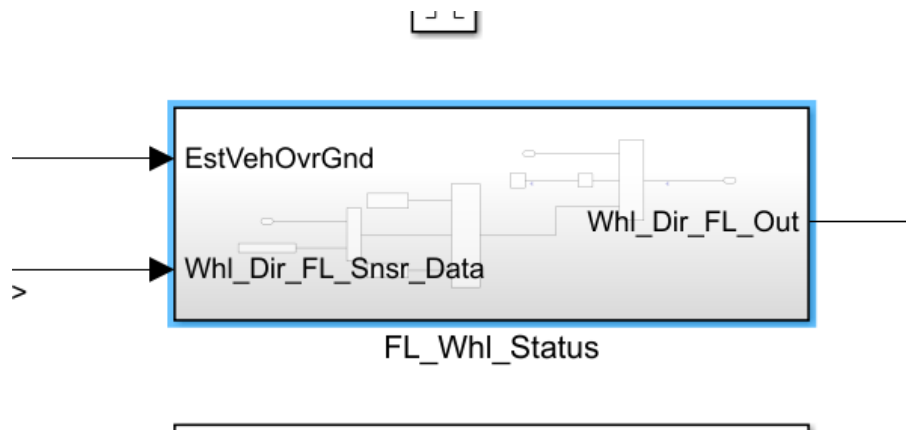 EstVehOvrGnd
Whl_Dir_FL_Out
Whl_Dir_FL_Snsr_Data
>
FL_Whl_Status